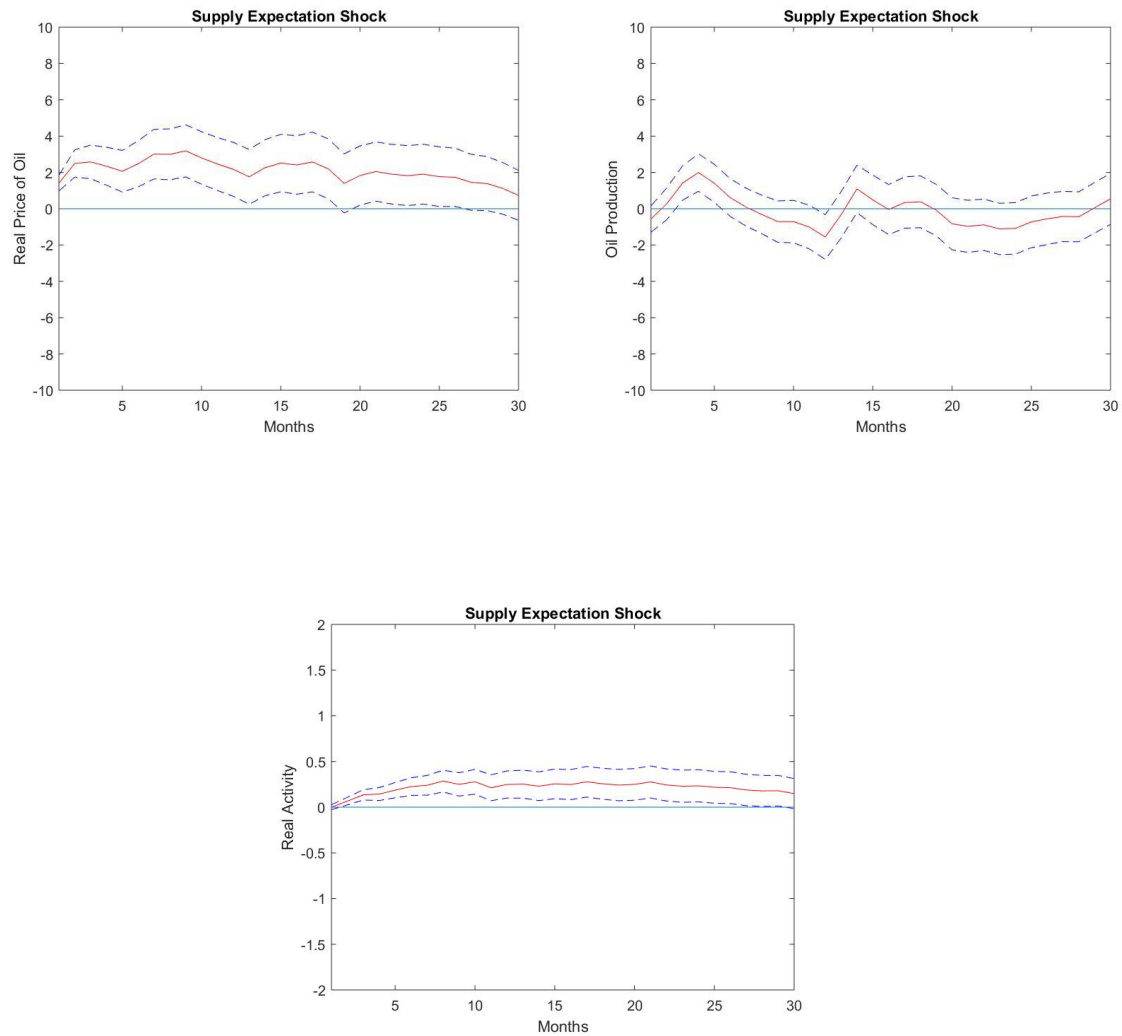 Supply Expectation Shock
10
8
6
4
2
0
-2
-4
-6
-8
-10
Real Price of Oil
5 10 15 20 25 30
Months
Supply Expectation Shock
10
8
6
4
2
0
-2
-4
-6
-8
-10
Oil Production
5 10 15 20 25 30
Months
Supply Expectation Shock
2
1.5
1
0.5
0
-0.5
-1
-1.5
-2
Real Activity
5 10 15 20 25 30
Months